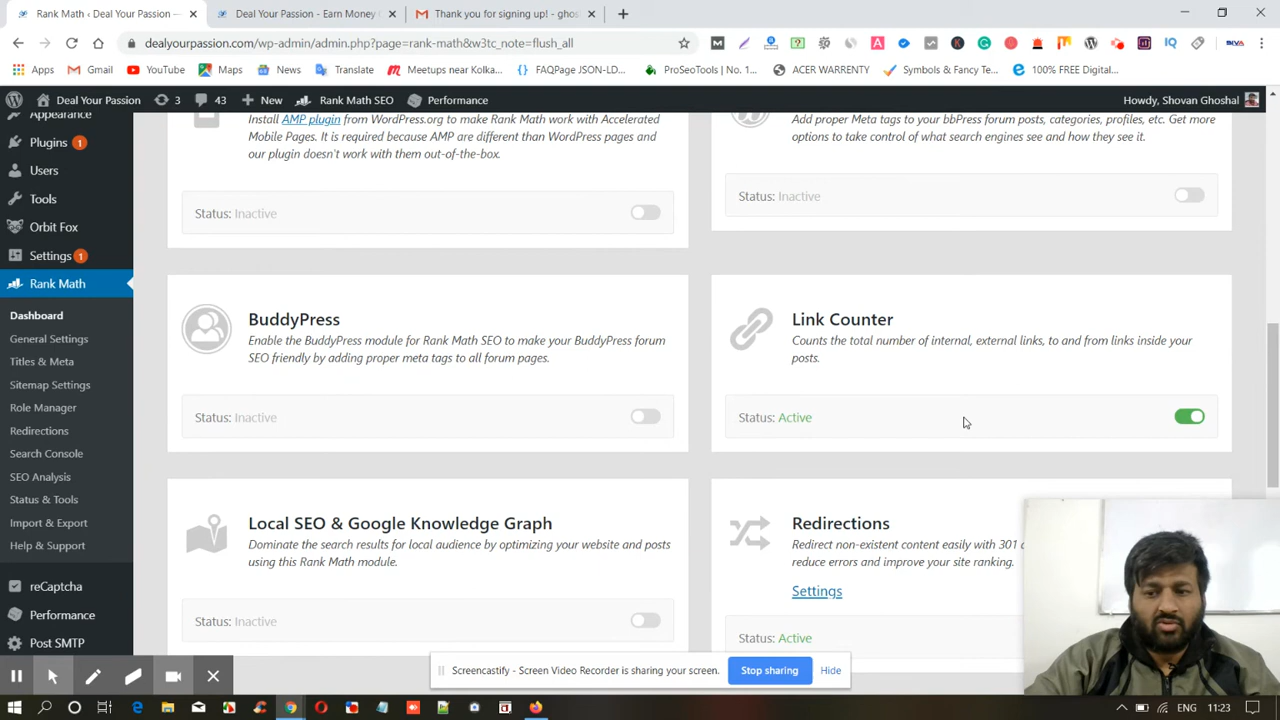 Rank Math ‹ Deal Your Passion —
Deal Your Passion - Earn Money O
Thank you for signing up! - ghos
dealyourpassion.com/wp-admin/admin.php?page=rank-math&w3tc_note=flush_all
Apps
Gmail
YouTube
Maps
News
Translate
Meetups near Kolka...
FAQPage JSON-LD...
ProSeoTools | No. 1...
ACER WARRENTY
Symbols & Fancy Te...
100% FREE Digital...
Deal Your Passion
3
43
New
Rank Math SEO
Performance
Howdy, Shovan Ghoshal
Appearance
Plugins 1
Users
Tools
Orbit Fox
Settings 1
Rank Math
Dashboard
General Settings
Titles & Meta
Sitemap Settings
Role Manager
Redirections
Search Console
SEO Analysis
Status & Tools
Import & Export
Help & Support
reCaptcha
Performance
Post SMTP
Install AMP plugin from WordPress.org to make Rank Math work with Accelerated
Mobile Pages. It is required because AMP are different than WordPress pages and
our plugin doesn't work with them out-of-the-box.
Status: Inactive
Add proper Meta tags to your bbPress forum posts, categories, profiles, etc. Get more
options to take control of what search engines see and how they see it.
Status: Inactive
BuddyPress
Enable the BuddyPress module for Rank Math SEO to make your BuddyPress forum
SEO friendly by adding proper meta tags to all forum pages.
Status: Inactive
Link Counter
Counts the total number of internal, external links, to and from links inside your
posts.
Status: Active
Local SEO & Google Knowledge Graph
Dominate the search results for local audience by optimizing your website and posts
using this Rank Math module.
Status: Inactive
Redirections
Redirect non-existent content easily with 301
reduce errors and improve your site ranking.
Settings
Status: Active
Screencastify - Screen Video Recorder is sharing your screen.
Stop sharing
Hide
ENG
11:23